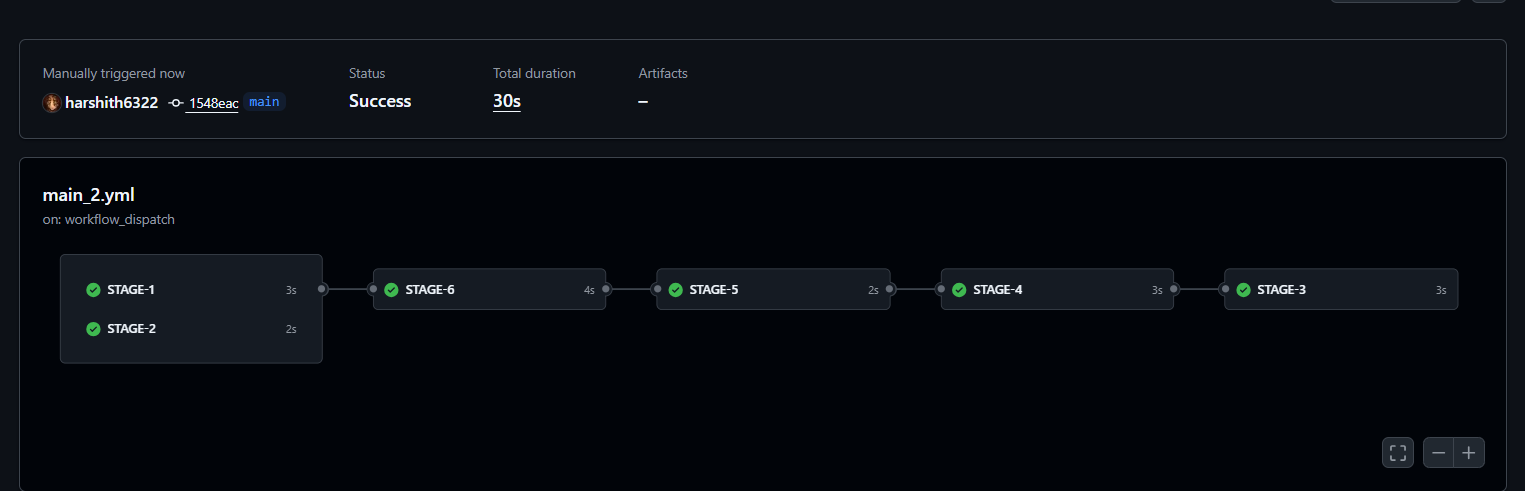 Manually triggered now
harshith6322 1548eac main
Status
Success
Total duration
30s
Artifacts
–
main_2.yml
on: workflow_dispatch
STAGE-1 3s
STAGE-2 2s
STAGE-6 4s
STAGE-5 2s
STAGE-4 3s
STAGE-3 3s